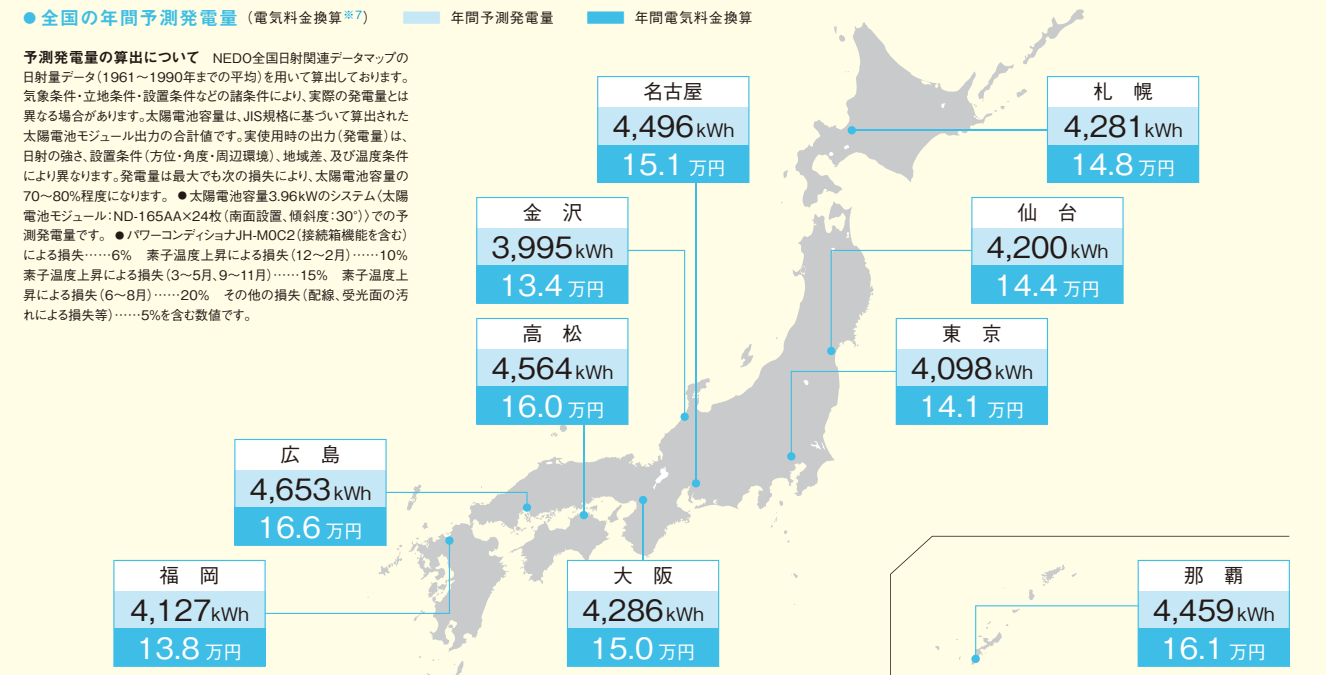 ● 全国の年間予測発電量 (電気料金換算※7) 年間予測発電量 年間電気料金換算
予測発電量の算出について NEDO全国日射関連データマップの
日射量データ(1961〜1990年までの平均)を用いて算出しております。
気象条件・立地条件・設置条件などの諸条件により、実際の発電量とは
異なる場合があります。太陽電池容量は、JIS規格に基づいて算出された
太陽電池モジュール出力の合計値です。実使用時の出力(発電量)は、
日射の強さ、設置条件(方位・角度・周辺環境)、地域差、及び温度条件
により異なります。発電量は最大でも次の損失により、太陽電池容量の
70〜80%程度になります。 ●太陽電池容量3.96kWのシステム〈太陽
電池モジュール:ND-165AA×24枚(南面設置、傾斜度:30°)〉での予
測発電量です。 ●パワーコンディショナJH-M0C2(接続箱機能を含む)
による損失……6% 素子温度上昇による損失(12〜2月)……10%
素子温度上昇による損失(3〜5月、9〜11月)……15% 素子温度上
昇による損失(6〜8月)……20% その他の損失(配線、受光面の汚
れによる損失等)……5%を含む数値です。
名古屋
4,496kWh
15.1 万円
札 幌
4,281kWh
14.8 万円
金 沢
3,995kWh
13.4 万円
仙 台
4,200kWh
14.4 万円
高 松
4,564kWh
16.0 万円
東 京
4,098kWh
14.1 万円
広 島
4,653kWh
16.6 万円
福 岡
4,127kWh
13.8 万円
大 阪
4,286kWh
15.0 万円
那 覇
4,459kWh
16.1 万円